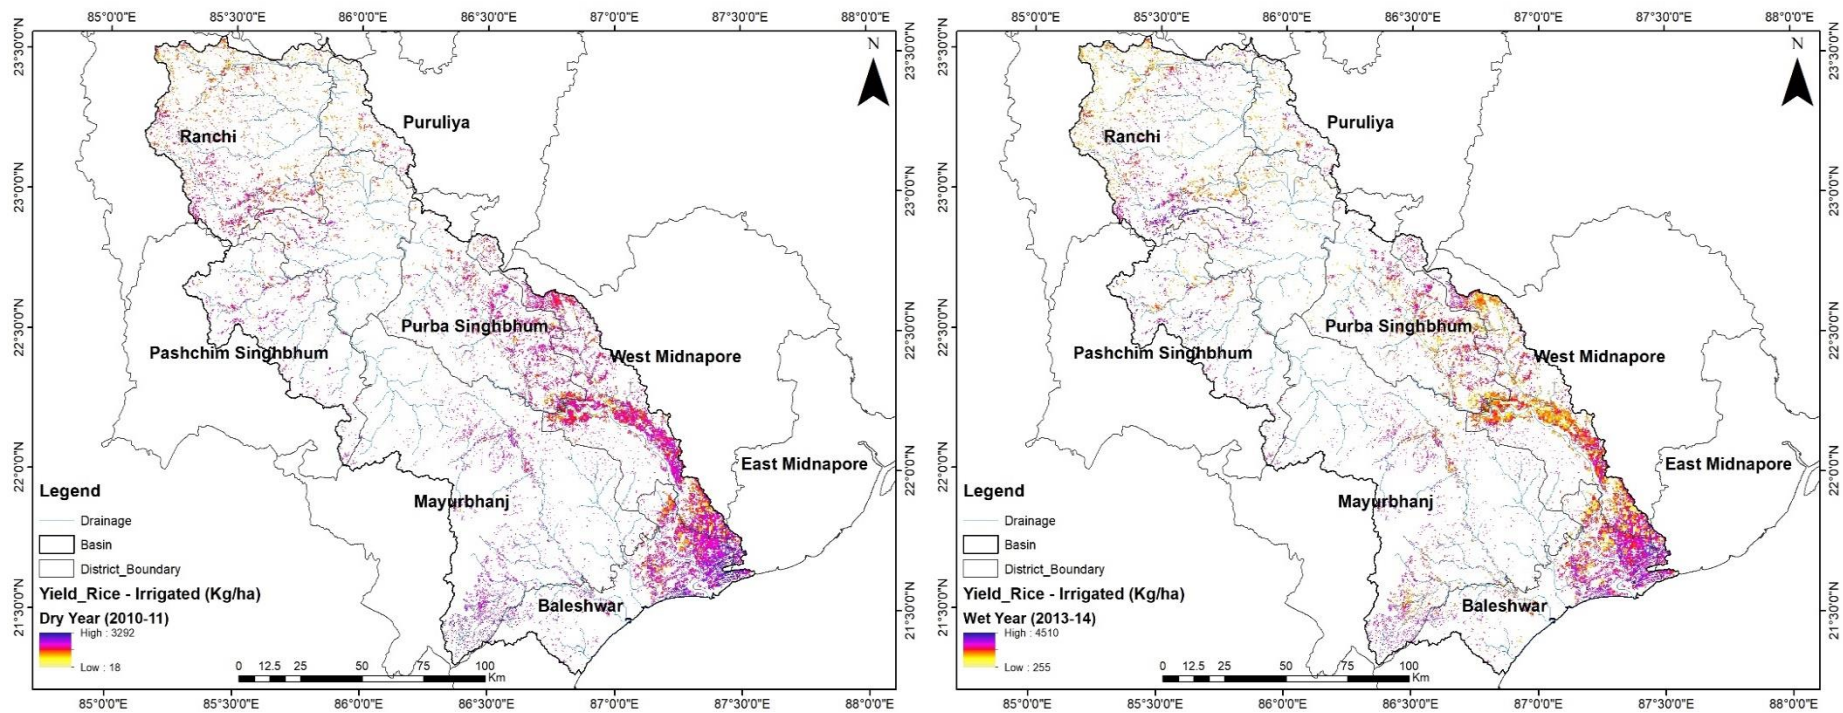 85°0'0"E 85°30'0"E 86°0'0"E 86°30'0"E 87°0'0"E 87°30'0"E 88°0'0"E
23°30'0"N
23°0'0"N
22°30'0"N
22°0'0"N
21°30'0"N
N
23°30'0"N
23°0'0"N
22°30'0"N
22°0'0"N
21°30'0"N
Puruliya
Ranchi
Purba Singhbhum
Pashchim Singhbhum
West Midnapore
East Midnapore
Mayurbhanj
Baleshwar
Legend
Drainage
Basin
District_Boundary
Yield_Rice - Irrigated (Kg/ha)
Dry Year (2010-11)
High : 3292
Low : 18
0 12.5 25 50 75 100
Km
85°0'0"E 85°30'0"E 86°0'0"E 86°30'0"E 87°0'0"E 87°30'0"E 88°0'0"E
85°0'0"E 85°30'0"E 86°0'0"E 86°30'0"E 87°0'0"E 87°30'0"E 88°0'0"E
23°30'0"N
23°0'0"N
22°30'0"N
22°0'0"N
21°30'0"N
N
23°30'0"N
23°0'0"N
22°30'0"N
22°0'0"N
21°30'0"N
Puruliya
Ranchi
Purba Singhbhum
Pashchim Singhbhum
West Midnapore
East Midnapore
Mayurbhanj
Baleshwar
Legend
Drainage
Basin
District_Boundary
Yield_Rice - Irrigated (Kg/ha)
Wet Year (2013-14)
High : 4510
Low : 255
0 12.5 25 50 75 100
Km
85°0'0"E 85°30'0"E 86°0'0"E 86°30'0"E 87°0'0"E 87°30'0"E 88°0'0"E